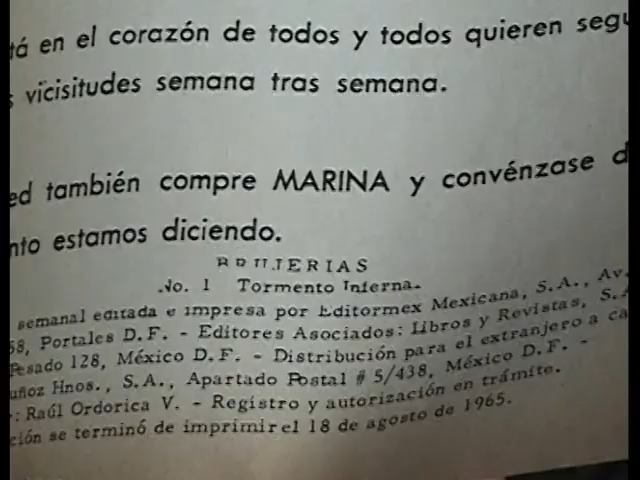 tá en el corazón de todos y todos quieren segu
s vicisitudes semana tras semana.
ed también compre MARINA y convénzase d
nto estamos diciendo.
BRUJERIAS
No. 1 Tormento Interna.
semanal editada e impresa por Editormex Mexicana, S.A., Av.
58, Portales D.F. - Editores Asociados: Libros y Revistas, S.A
Pesado 128, México D.F. - Distribución para el extranjero a ca
uñoz Hnos., S.A., Apartado Postal # 5/438, México D.F. -
r: Raúl Ordorica V. - Registro y autorización en trámite.
ción se terminó de imprimir el 18 de agosto de 1965.